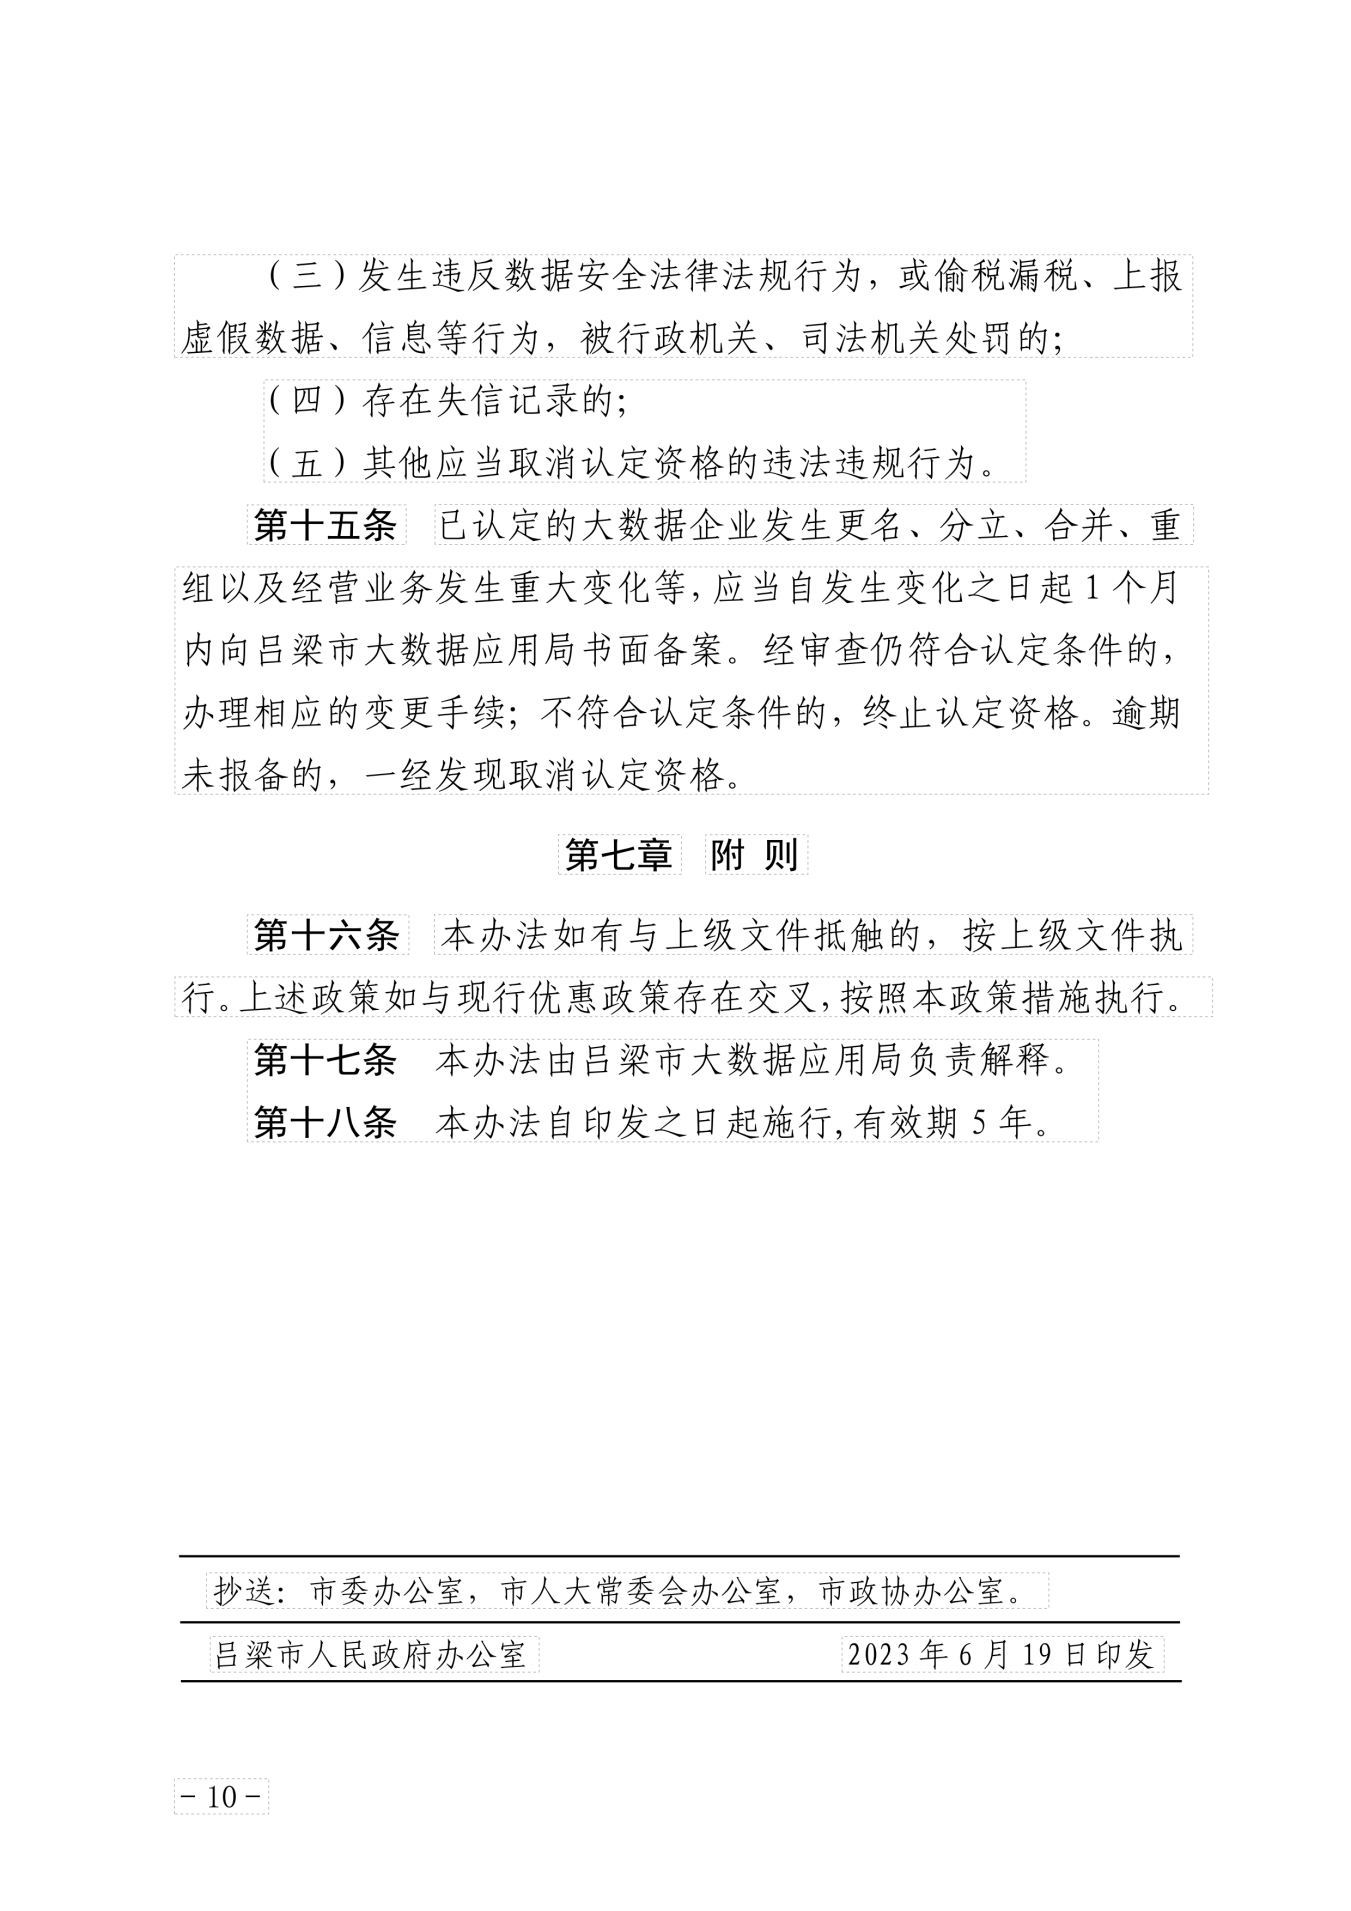 （三）发生违反数据安全法律法规行为，或偷税漏税、上报
虚假数据、信息等行为，被行政机关、司法机关处罚的；
（四）存在失信记录的；
（五）其他应当取消认定资格的违法违规行为。
第十五条 已认定的大数据企业发生更名、分立、合并、重
组以及经营业务发生重大变化等,应当自发生变化之日起1个月
内向吕梁市大数据应用局书面备案。经审查仍符合认定条件的，
办理相应的变更手续；不符合认定条件的，终止认定资格。逾期
未报备的，一经发现取消认定资格。
第七章 附 则
第十六条 本办法如有与上级文件抵触的，按上级文件执
行。上述政策如与现行优惠政策存在交叉,按照本政策措施执行。
第十七条 本办法由吕梁市大数据应用局负责解释。
第十八条 本办法自印发之日起施行,有效期 5 年。
抄送：市委办公室，市人大常委会办公室，市政协办公室。
吕梁市人民政府办公室 2023 年 6 月 19 日印发
－10－